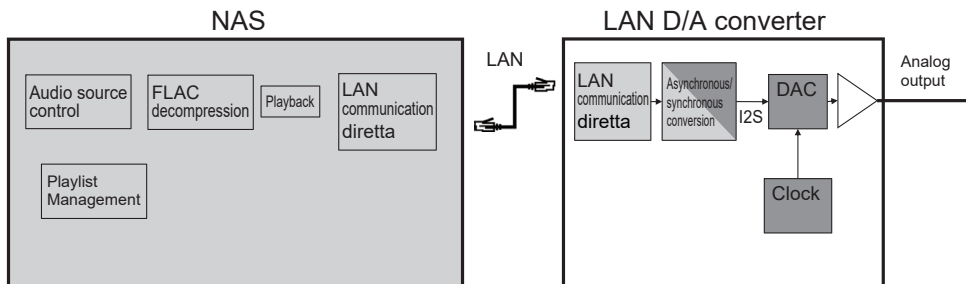 NAS
LAN D/A converter
LAN
Analog
output
Audio source
control
FLAC
decompression
Playback
LAN
communication
diretta
Playlist
Management
LAN
communication
diretta
Asynchronous/
synchronous
conversion
I2S
DAC
Clock